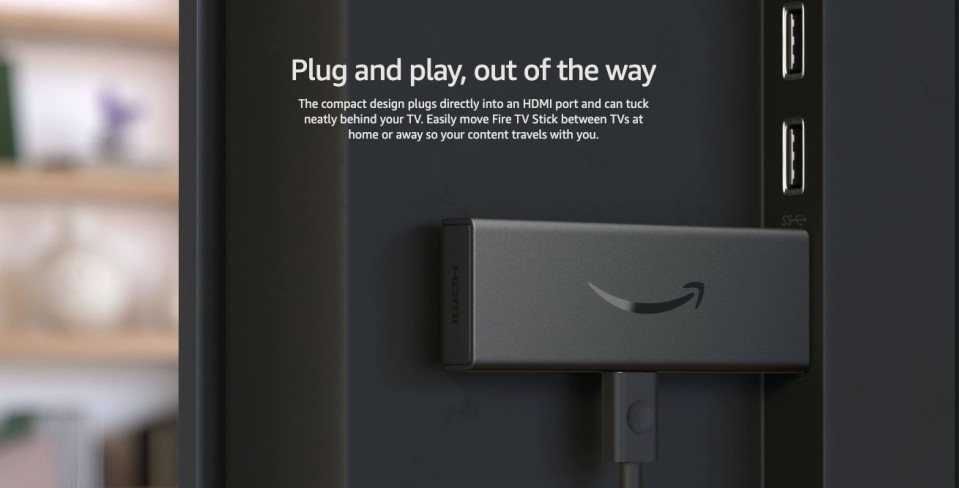 Plug and play, out of the way
The compact design plugs directly into an HDMI port and can tuck
neatly behind your TV. Easily move Fire TV Stick between TVs at
home or away so your content travels with you.
SS
HDMI